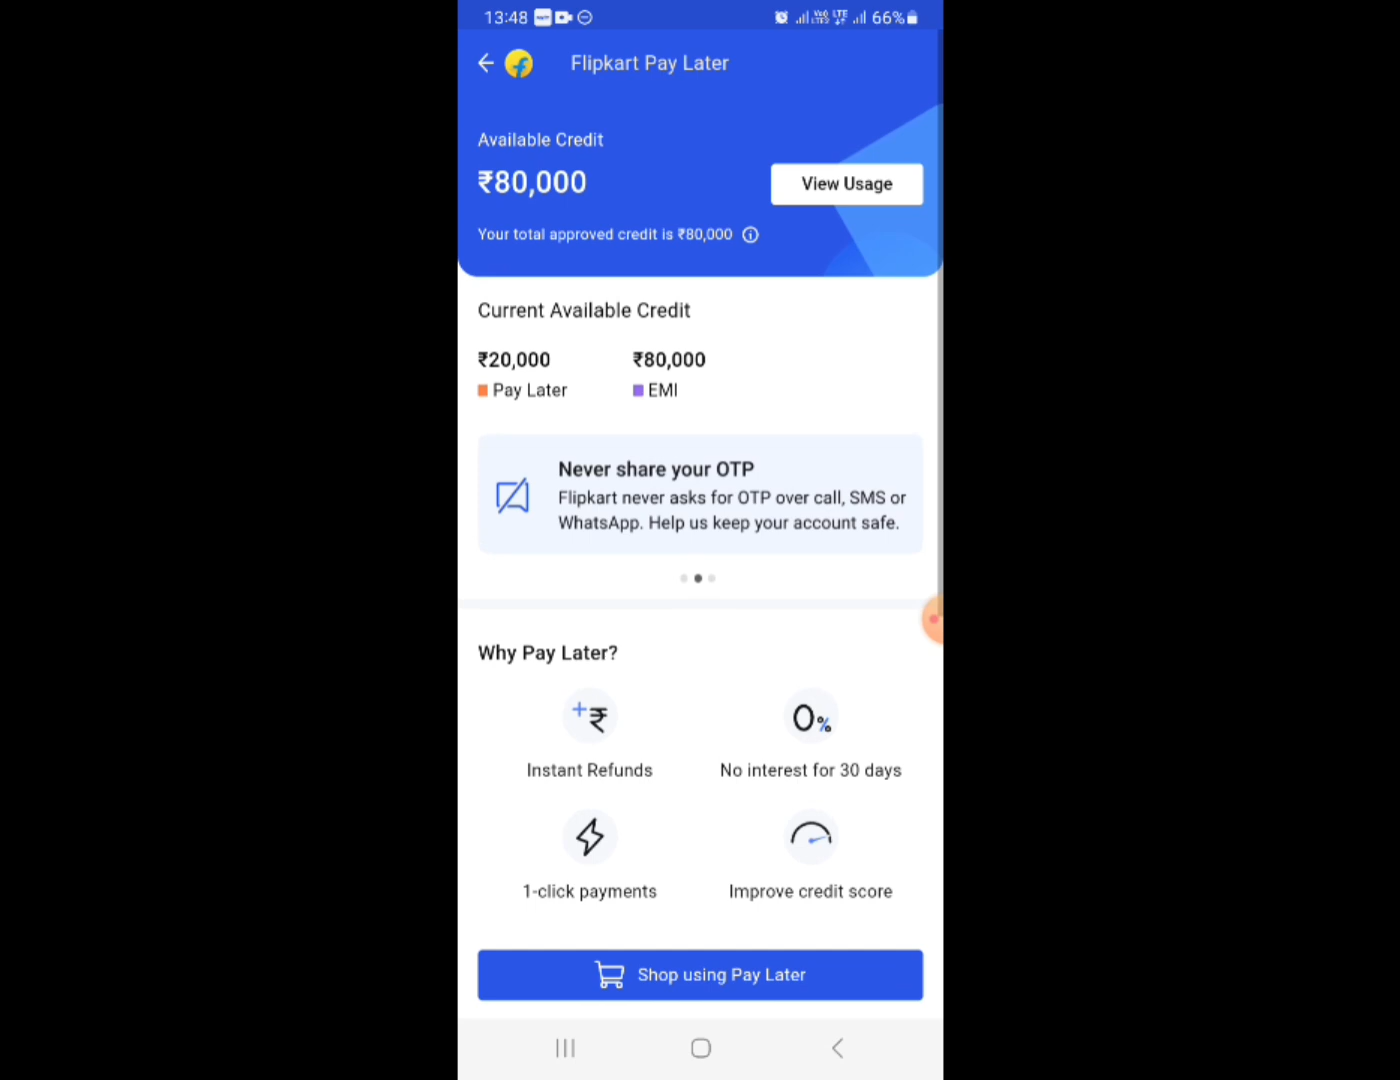 13:48
66%
Flipkart Pay Later
Available Credit
₹80,000
View Usage
Your total approved credit is ₹80,000
Current Available Credit
₹20,000 ₹80,000
Pay Later EMI
Never share your OTP
Flipkart never asks for OTP over call, SMS or
WhatsApp. Help us keep your account safe.
Why Pay Later?
+₹ 0%
Instant Refunds No interest for 30 days
1-click payments Improve credit score
Shop using Pay Later